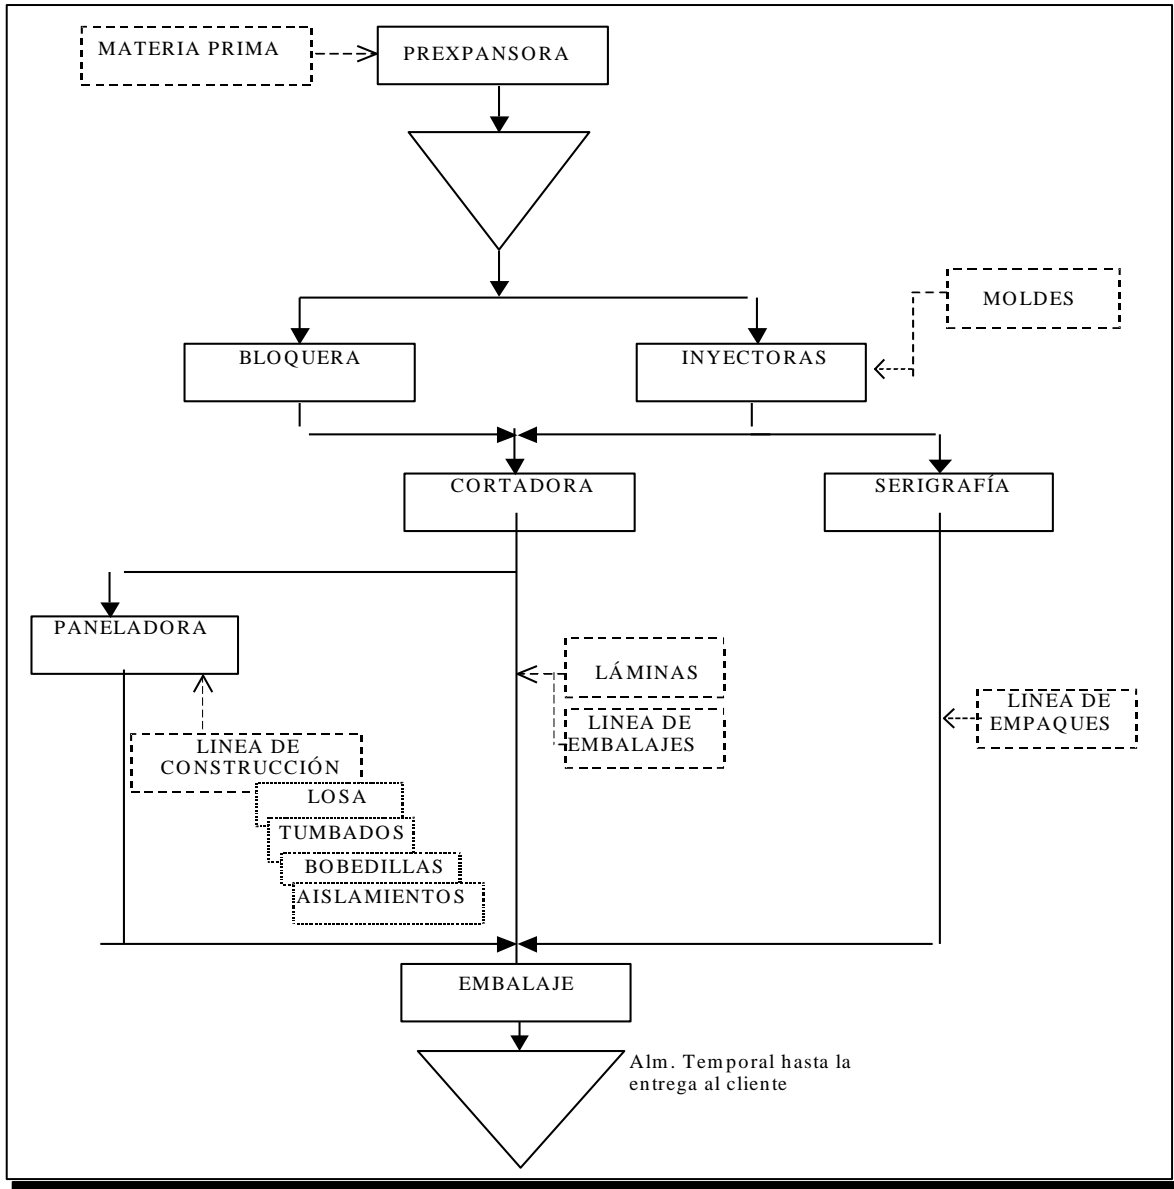 MATERIA PRIMA
PREXPANSORA
MOLDES
BLOQUERA
INYECTORAS
CORTADORA
SERIGRAFÍA
PANELADORA
LÁMINAS
LINEA DE
EMBALAJES
LINEA DE
EMPAQUES
LINEA DE
CONSTRUCCIÓN
LOSA
TUMBADOS
BOBEDILLAS
AISLAMIENTOS
EMBALAJE
Alm. Temporal hasta la
entrega al cliente